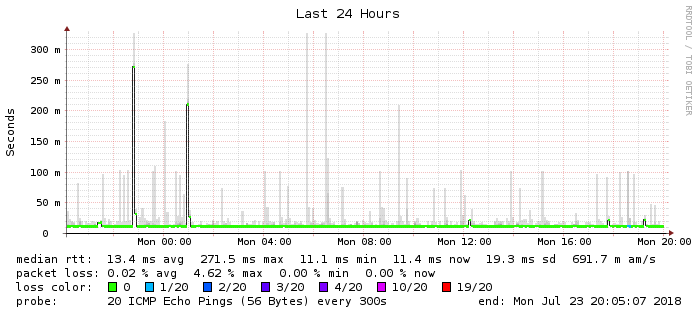 Last 24 Hours
RRDTOOL / TOBI OETIKER
Seconds
300 m
250 m
200 m
150 m
100 m
50 m
0
Mon 00:00 Mon 04:00 Mon 08:00 Mon 12:00 Mon 16:00 Mon 20:00
median rtt: 13.4 ms avg 271.5 ms max 11.1 ms min 11.4 ms now 19.3 ms sd 691.7 m am/s
packet loss: 0.02 % avg 4.62 % max 0.00 % min 0.00 % now
loss color: 0 1/20 2/20 3/20 4/20 10/20 19/20
probe: 20 ICMP Echo Pings (56 Bytes) every 300s end: Mon Jul 23 20:05:07 2018